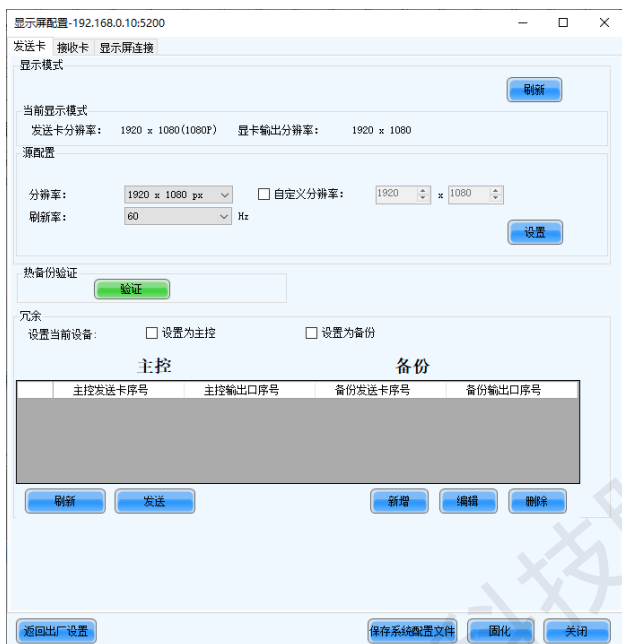 显示屏配置-192.168.0.10:5200
发送卡 接收卡 显示屏连接
显示模式
刷新
当前显示模式
发送卡分辨率: 1920 x 1080(1080P) 显卡输出分辨率: 1920 x 1080
源配置
分辨率: 1920 x 1080 px 自定义分辨率: 1920 x 1080
刷新率: 60 Hz
设置
热备份验证
验证
冗余
设置当前设备: 设置为主控 设置为备份
主控 备份
主控发送卡序号 主控输出口序号 备份发送卡序号 备份输出口序号
刷新 发送 新增 编辑 删除
返回出厂设置 保存系统配置文件 固化 关闭
科技